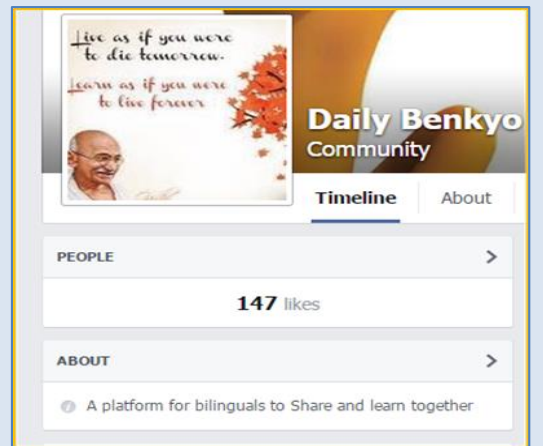 Live as if you were
to die tomorrow.
Learn as if you were
to live forever
Daily Benkyo
Community
Timeline
About
PEOPLE
147 likes
ABOUT
A platform for bilinguals to Share and learn together